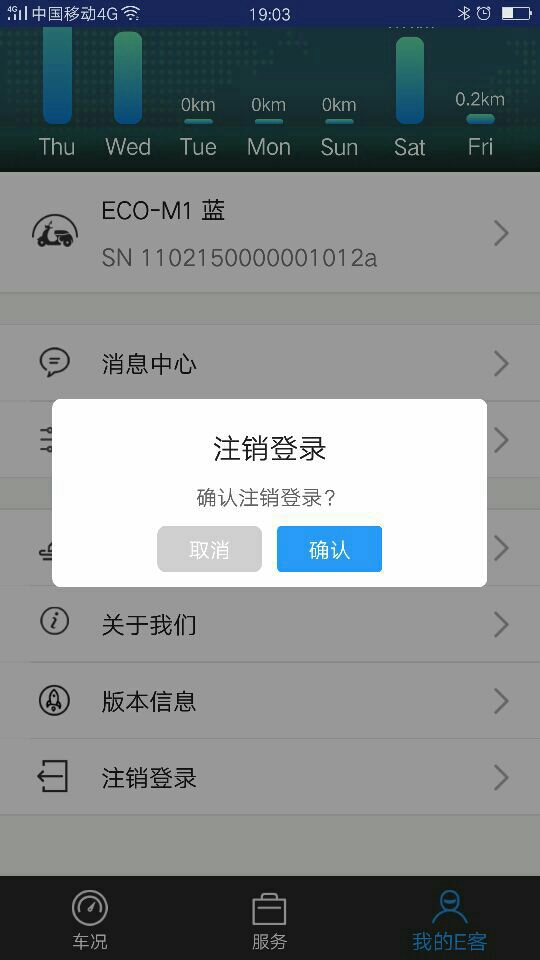 4G 中国移动4G 19:03
0km 0km 0km 0.2km
Thu Wed Tue Mon Sun Sat Fri
ECO-M1 蓝
SN 1102150000001012a
消息中心
注销登录
确认注销登录？
取消 确认
关于我们
版本信息
注销登录
车况 服务 我的E客